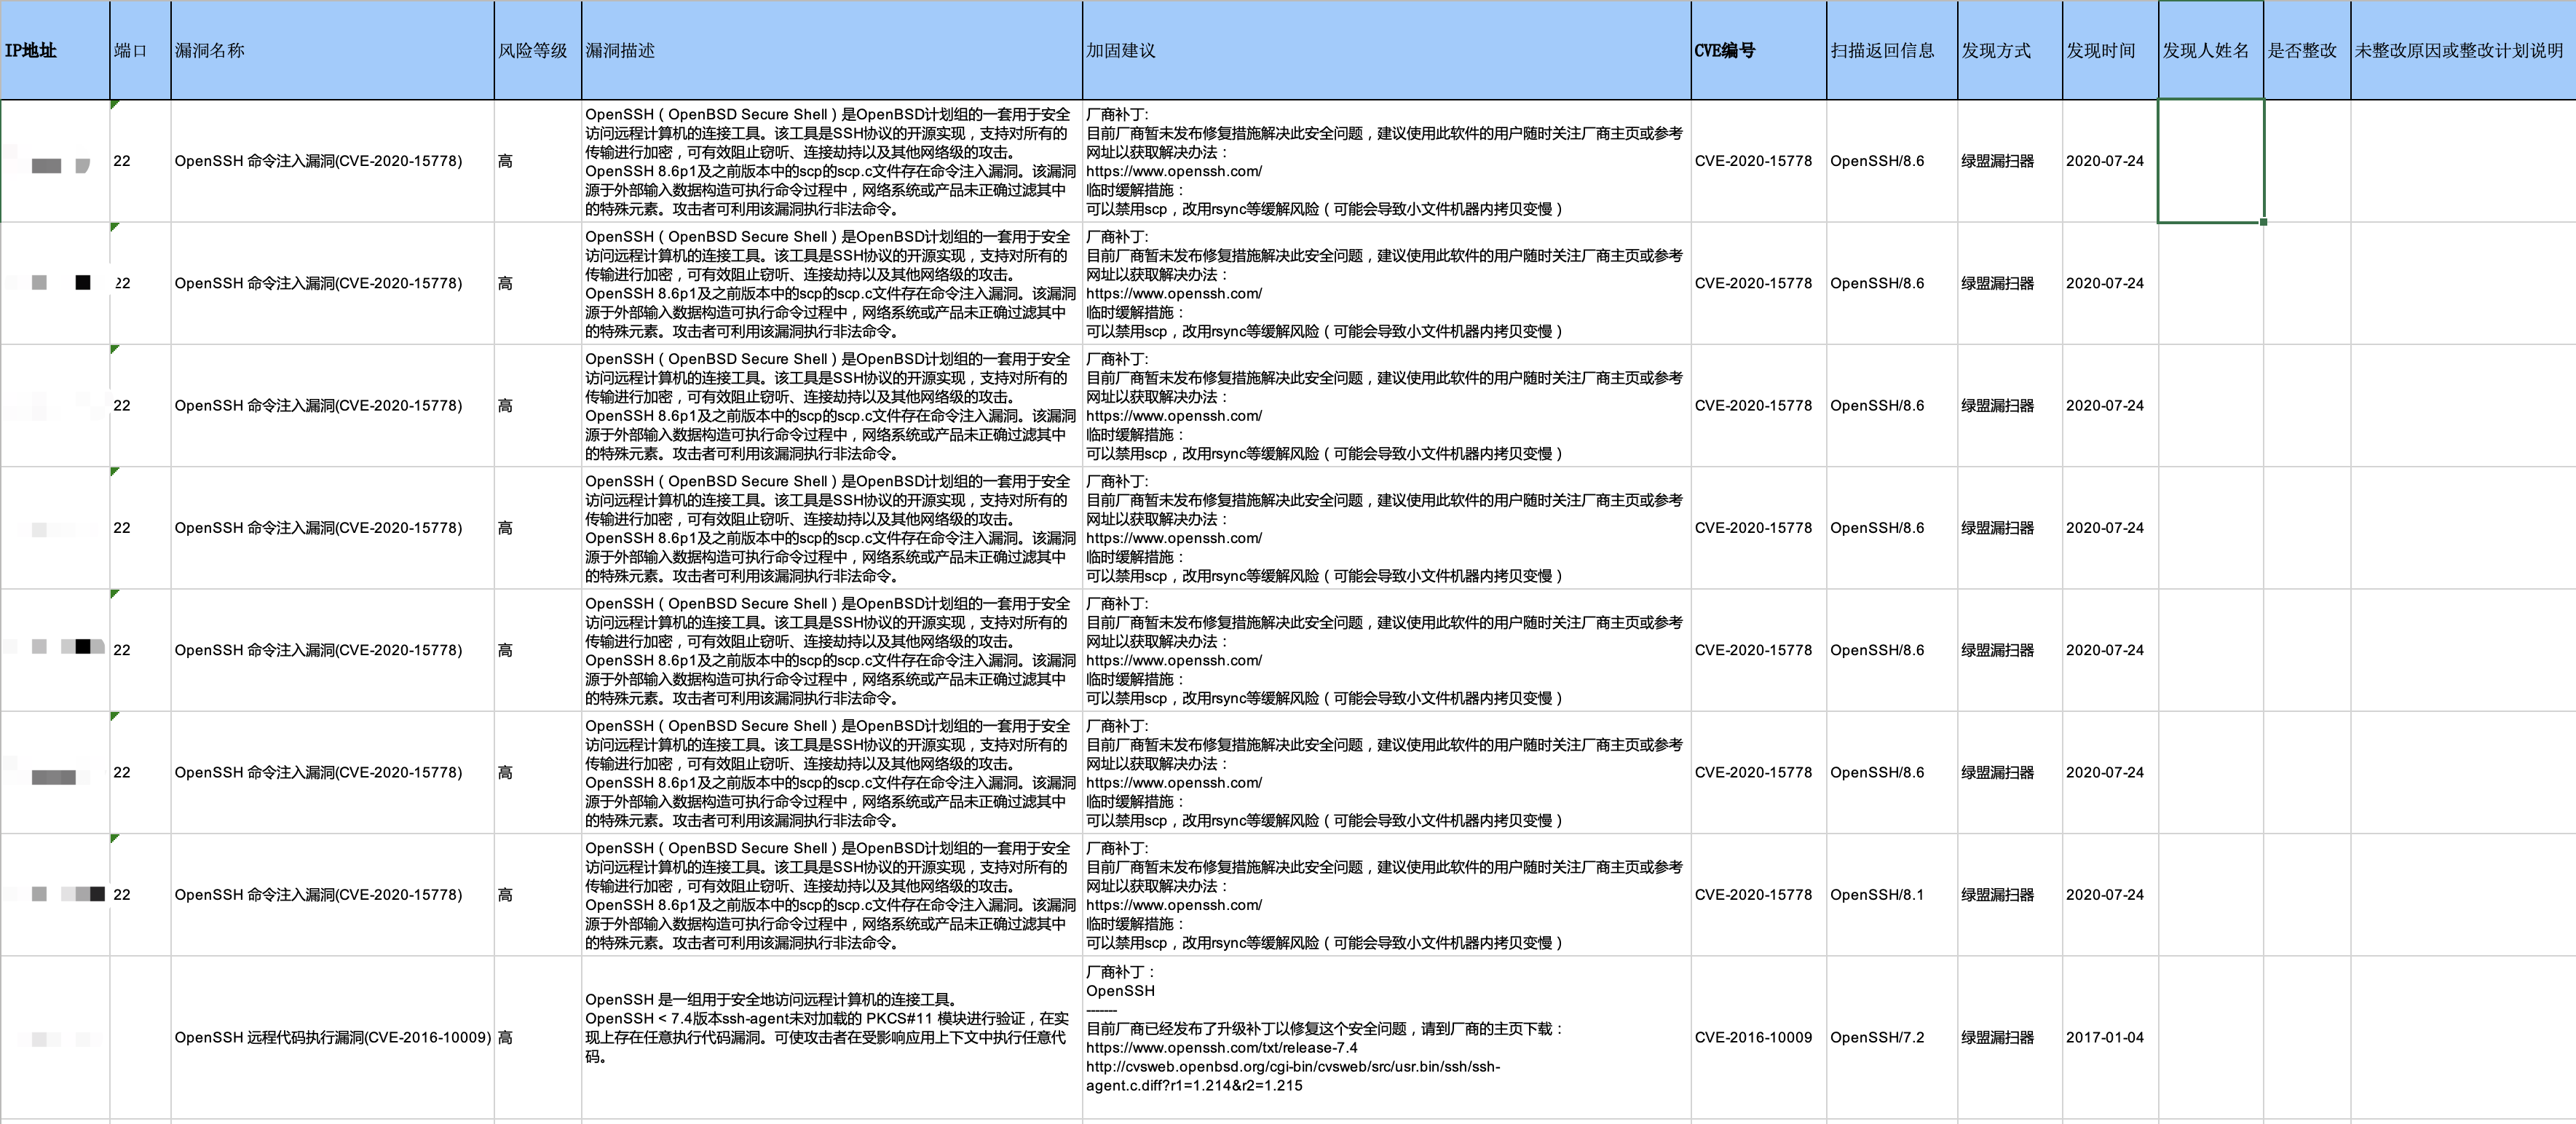 IP地址 端口 漏洞名称 风险等级 漏洞描述 加固建议 CVE编号 扫描返回信息 发现方式 发现时间 发现人姓名 是否整改 未整改原因或整改计划说明
22
OpenSSH 命令注入漏洞(CVE-2020-15778)
高
OpenSSH（OpenBSD Secure Shell）是OpenBSD计划组的一套用于安全
访问远程计算机的连接工具。该工具是SSH协议的开源实现，支持对所有的
传输进行加密，可有效阻止窃听、连接劫持以及其他网络级的攻击。
OpenSSH 8.6p1及之前版本中的scp的scp.c文件存在命令注入漏洞。该漏洞
源于外部输入数据构造可执行命令过程中，网络系统或产品未正确过滤其中
的特殊元素。攻击者可利用该漏洞执行非法命令。
厂商补丁:
目前厂商暂未发布修复措施解决此安全问题，建议使用此软件的用户随时关注厂商主页或参考
网址以获取解决办法：
https://www.openssh.com/
临时缓解措施：
可以禁用scp，改用rsync等缓解风险（可能会导致小文件机器内拷贝变慢）
CVE-2020-15778
OpenSSH/8.6
绿盟漏扫器
2020-07-24
22
OpenSSH 命令注入漏洞(CVE-2020-15778)
高
OpenSSH（OpenBSD Secure Shell）是OpenBSD计划组的一套用于安全
访问远程计算机的连接工具。该工具是SSH协议的开源实现，支持对所有的
传输进行加密，可有效阻止窃听、连接劫持以及其他网络级的攻击。
OpenSSH 8.6p1及之前版本中的scp的scp.c文件存在命令注入漏洞。该漏洞
源于外部输入数据构造可执行命令过程中，网络系统或产品未正确过滤其中
的特殊元素。攻击者可利用该漏洞执行非法命令。
厂商补丁:
目前厂商暂未发布修复措施解决此安全问题，建议使用此软件的用户随时关注厂商主页或参考
网址以获取解决办法：
https://www.openssh.com/
临时缓解措施：
可以禁用scp，改用rsync等缓解风险（可能会导致小文件机器内拷贝变慢）
CVE-2020-15778
OpenSSH/8.6
绿盟漏扫器
2020-07-24
22
OpenSSH 命令注入漏洞(CVE-2020-15778)
高
OpenSSH（OpenBSD Secure Shell）是OpenBSD计划组的一套用于安全
访问远程计算机的连接工具。该工具是SSH协议的开源实现，支持对所有的
传输进行加密，可有效阻止窃听、连接劫持以及其他网络级的攻击。
OpenSSH 8.6p1及之前版本中的scp的scp.c文件存在命令注入漏洞。该漏洞
源于外部输入数据构造可执行命令过程中，网络系统或产品未正确过滤其中
的特殊元素。攻击者可利用该漏洞执行非法命令。
厂商补丁:
目前厂商暂未发布修复措施解决此安全问题，建议使用此软件的用户随时关注厂商主页或参考
网址以获取解决办法：
https://www.openssh.com/
临时缓解措施：
可以禁用scp，改用rsync等缓解风险（可能会导致小文件机器内拷贝变慢）
CVE-2020-15778
OpenSSH/8.6
绿盟漏扫器
2020-07-24
22
OpenSSH 命令注入漏洞(CVE-2020-15778)
高
OpenSSH（OpenBSD Secure Shell）是OpenBSD计划组的一套用于安全
访问远程计算机的连接工具。该工具是SSH协议的开源实现，支持对所有的
传输进行加密，可有效阻止窃听、连接劫持以及其他网络级的攻击。
OpenSSH 8.6p1及之前版本中的scp的scp.c文件存在命令注入漏洞。该漏洞
源于外部输入数据构造可执行命令过程中，网络系统或产品未正确过滤其中
的特殊元素。攻击者可利用该漏洞执行非法命令。
厂商补丁:
目前厂商暂未发布修复措施解决此安全问题，建议使用此软件的用户随时关注厂商主页或参考
网址以获取解决办法：
https://www.openssh.com/
临时缓解措施：
可以禁用scp，改用rsync等缓解风险（可能会导致小文件机器内拷贝变慢）
CVE-2020-15778
OpenSSH/8.6
绿盟漏扫器
2020-07-24
22
OpenSSH 命令注入漏洞(CVE-2020-15778)
高
OpenSSH（OpenBSD Secure Shell）是OpenBSD计划组的一套用于安全
访问远程计算机的连接工具。该工具是SSH协议的开源实现，支持对所有的
传输进行加密，可有效阻止窃听、连接劫持以及其他网络级的攻击。
OpenSSH 8.6p1及之前版本中的scp的scp.c文件存在命令注入漏洞。该漏洞
源于外部输入数据构造可执行命令过程中，网络系统或产品未正确过滤其中
的特殊元素。攻击者可利用该漏洞执行非法命令。
厂商补丁:
目前厂商暂未发布修复措施解决此安全问题，建议使用此软件的用户随时关注厂商主页或参考
网址以获取解决办法：
https://www.openssh.com/
临时缓解措施：
可以禁用scp，改用rsync等缓解风险（可能会导致小文件机器内拷贝变慢）
CVE-2020-15778
OpenSSH/8.6
绿盟漏扫器
2020-07-24
22
OpenSSH 命令注入漏洞(CVE-2020-15778)
高
OpenSSH（OpenBSD Secure Shell）是OpenBSD计划组的一套用于安全
访问远程计算机的连接工具。该工具是SSH协议的开源实现，支持对所有的
传输进行加密，可有效阻止窃听、连接劫持以及其他网络级的攻击。
OpenSSH 8.6p1及之前版本中的scp的scp.c文件存在命令注入漏洞。该漏洞
源于外部输入数据构造可执行命令过程中，网络系统或产品未正确过滤其中
的特殊元素。攻击者可利用该漏洞执行非法命令。
厂商补丁:
目前厂商暂未发布修复措施解决此安全问题，建议使用此软件的用户随时关注厂商主页或参考
网址以获取解决办法：
https://www.openssh.com/
临时缓解措施：
可以禁用scp，改用rsync等缓解风险（可能会导致小文件机器内拷贝变慢）
CVE-2020-15778
OpenSSH/8.6
绿盟漏扫器
2020-07-24
22
OpenSSH 命令注入漏洞(CVE-2020-15778)
高
OpenSSH（OpenBSD Secure Shell）是OpenBSD计划组的一套用于安全
访问远程计算机的连接工具。该工具是SSH协议的开源实现，支持对所有的
传输进行加密，可有效阻止窃听、连接劫持以及其他网络级的攻击。
OpenSSH 8.6p1及之前版本中的scp的scp.c文件存在命令注入漏洞。该漏洞
源于外部输入数据构造可执行命令过程中，网络系统或产品未正确过滤其中
的特殊元素。攻击者可利用该漏洞执行非法命令。
厂商补丁:
目前厂商暂未发布修复措施解决此安全问题，建议使用此软件的用户随时关注厂商主页或参考
网址以获取解决办法：
https://www.openssh.com/
临时缓解措施：
可以禁用scp，改用rsync等缓解风险（可能会导致小文件机器内拷贝变慢）
CVE-2020-15778
OpenSSH/8.1
绿盟漏扫器
2020-07-24
OpenSSH 远程代码执行漏洞(CVE-2016-10009)
高
OpenSSH 是一组用于安全地访问远程计算机的连接工具。
OpenSSH < 7.4版本ssh-agent未对加载的 PKCS#11 模块进行验证，在实
现上存在任意执行代码漏洞。可使攻击者在受影响应用上下文中执行任意代
码。
厂商补丁：
OpenSSH
-------
目前厂商已经发布了升级补丁以修复这个安全问题，请到厂商的主页下载：
https://www.openssh.com/txt/release-7.4
http://cvsweb.openbsd.org/cgi-bin/cvsweb/src/usr.bin/ssh/ssh-
agent.c.diff?r1=1.214&r2=1.215
CVE-2016-10009
OpenSSH/7.2
绿盟漏扫器
2017-01-04